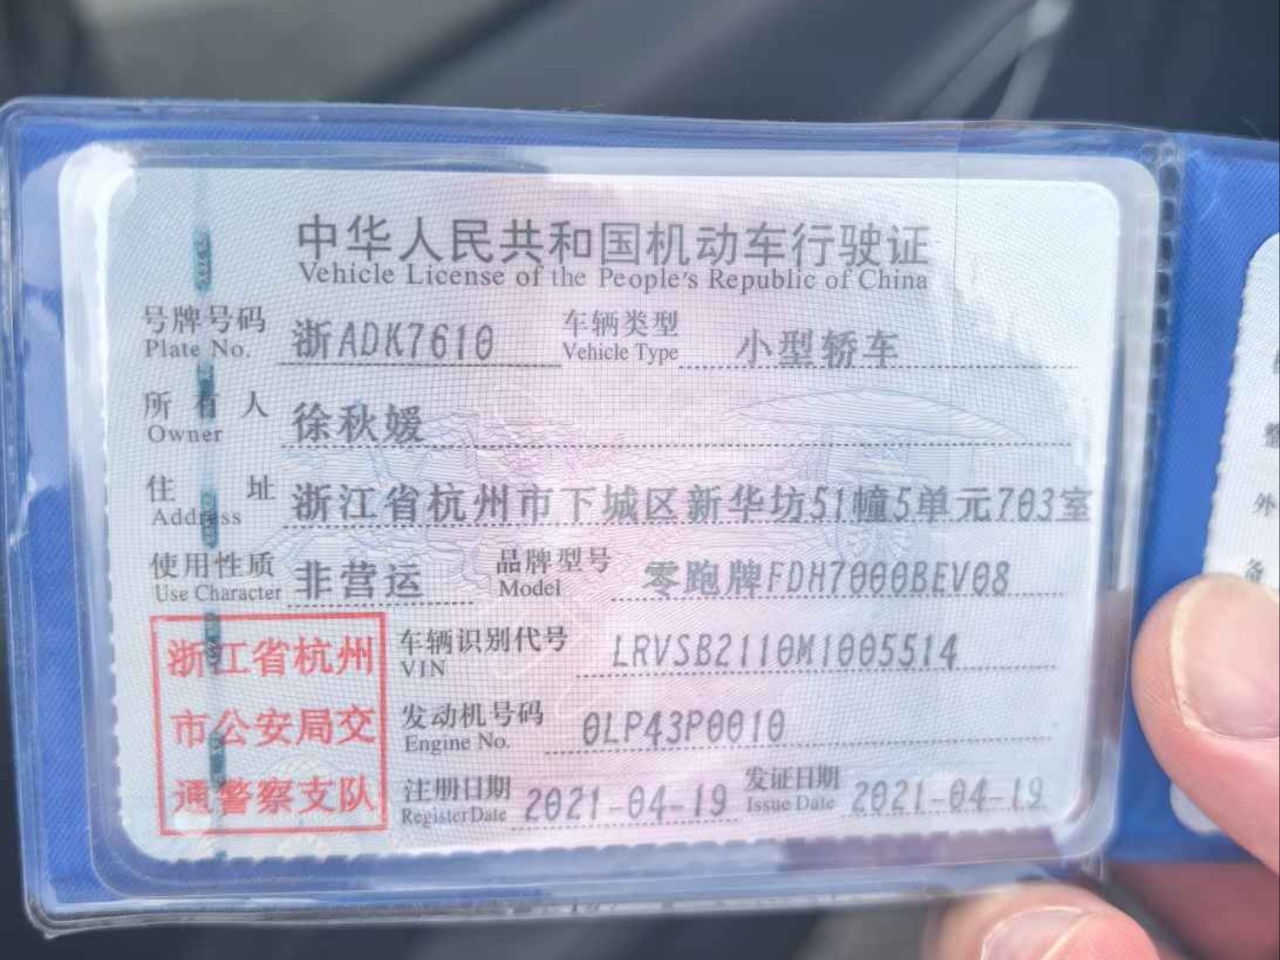 中华人民共和国机动车行驶证
Vehicle License of the People's Republic of China
号牌号码 浙ADK7610 车辆类型 小型轿车
Plate No. Vehicle Type
所有人 徐秋媛
Owner
住址 浙江省杭州市下城区新华坊51幢5单元703室
Address
使用性质 非营运 品牌型号 零跑牌FDH7000BEV08
Use Character Model
浙江省杭州
市公安局交
通警察支队
车辆识别代号 LRVSB2110M1005514
VIN
发动机号码 0LP43P0010
Engine No.
注册日期 2021-04-19 发证日期 2021-04-19
Register Date Issue Date
整
外
备